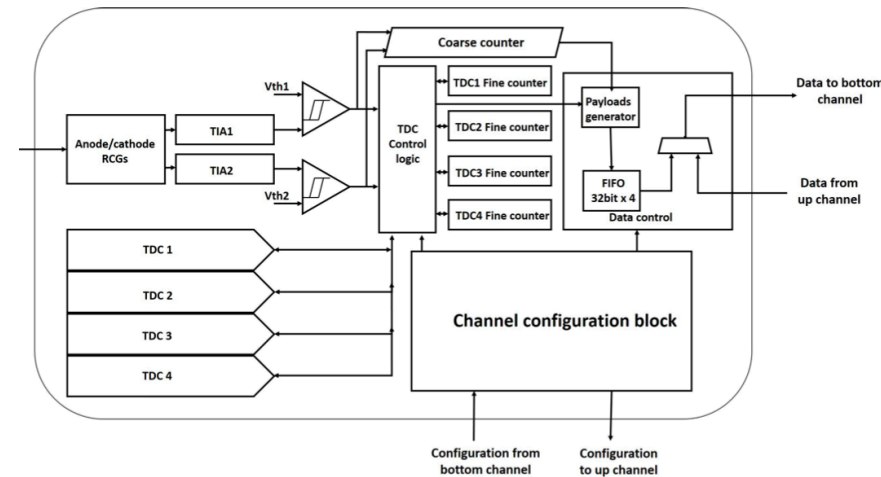 Coarse counter
Vth1
TDC1 Fine counter
Data to bottom
channel
Payloads
generator
Anode/cathode
RCGs
TIA1
TDC
Control
logic
TDC2 Fine counter
TIA2
TDC3 Fine counter
Vth2
FIFO
32bit x 4
Data from
up channel
TDC4 Fine counter
Data control
TDC 1
TDC 2
TDC 3
TDC 4
Channel configuration block
Configuration from
bottom channel
Configuration
to up channel